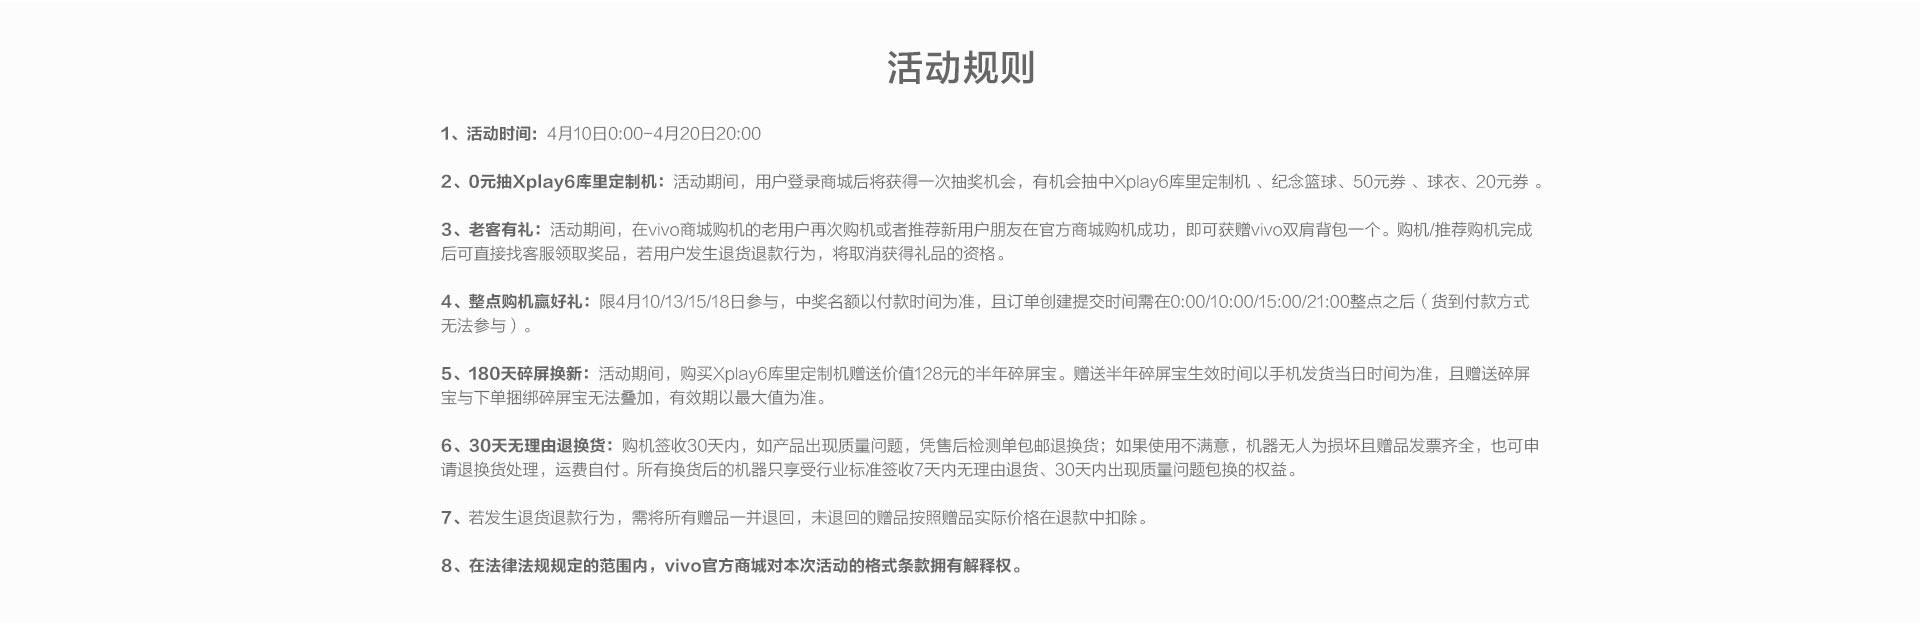 活动规则
1、活动时间：4月10日0:00-4月20日20:00
2、0元抽Xplay6库里定制机：活动期间，用户登录商城后将获得一次抽奖机会，有机会抽中Xplay6库里定制机 、纪念篮球、50元券 、球衣、20元券 。
3、老客有礼：活动期间，在vivo商城购机的老用户再次购机或者推荐新用户朋友在官方商城购机成功，即可获赠vivo双肩背包一个。购机/推荐购机完成
后可直接找客服领取奖品，若用户发生退货退款行为，将取消获得礼品的资格。
4、整点购机赢好礼：限4月10/13/15/18日参与，中奖名额以付款时间为准，且订单创建提交时间需在0:00/10:00/15:00/21:00整点之后（货到付款方式
无法参与）。
5、180天碎屏换新：活动期间，购买Xplay6库里定制机赠送价值128元的半年碎屏宝。赠送半年碎屏宝生效时间以手机发货当日时间为准，且赠送碎屏
宝与下单捆绑碎屏宝无法叠加，有效期以最大值为准。
6、30天无理由退换货：购机签收30天内，如产品出现质量问题，凭售后检测单包邮退换货；如果使用不满意，机器无人为损坏且赠品发票齐全，也可申
请退换货处理，运费自付。所有换货后的机器只享受行业标准签收7天内无理由退货、30天内出现质量问题包换的权益。
7、若发生退货退款行为，需将所有赠品一并退回，未退回的赠品按照赠品实际价格在退款中扣除。
8、在法律法规规定的范围内，vivo官方商城对本次活动的格式条款拥有解释权。